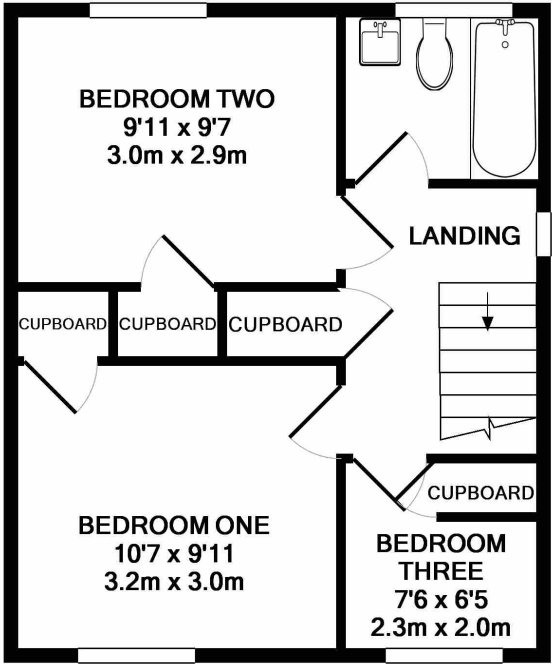 BEDROOM TWO
9'11 x 9'7
3.0m x 2.9m
LANDING
CUPBOARD
CUPBOARD
CUPBOARD
CUPBOARD
BEDROOM ONE
10'7 x 9'11
3.2m x 3.0m
BEDROOM
THREE
7'6 x 6'5
2.3m x 2.0m